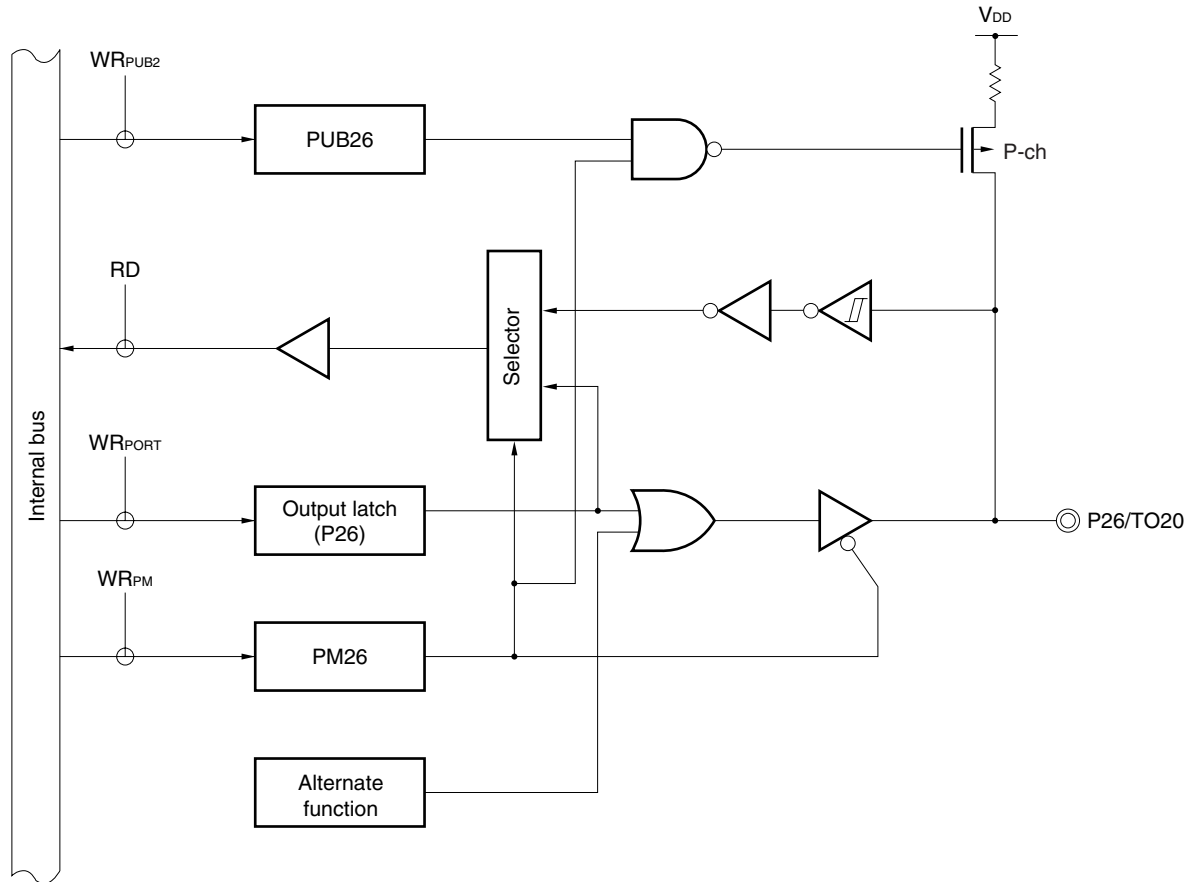 VDD
WRPUB2
PUB26
P-ch
RD
Selector
Internal bus
WRPORT
Output latch
(P26)
P26/TO20
WRPM
PM26
Alternate
function